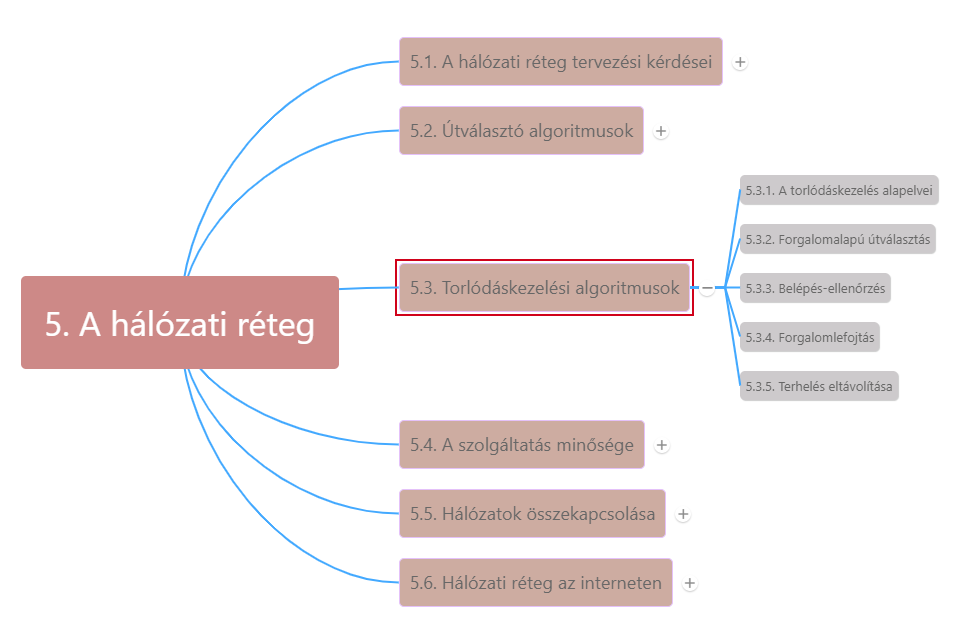 5. A hálózati réteg
5.1. A hálózati réteg tervezési kérdései
5.2. Útválasztó algoritmusok
5.3. Torlódáskezelési algoritmusok
5.3.1. A torlódáskezelés alapelvei
5.3.2. Forgalomalapú útválasztás
5.3.3. Belépés-ellenőrzés
5.3.4. Forgalomlefojtás
5.3.5. Terhelés eltávolítása
5.4. A szolgáltatás minősége
5.5. Hálózatok összekapcsolása
5.6. Hálózati réteg az interneten